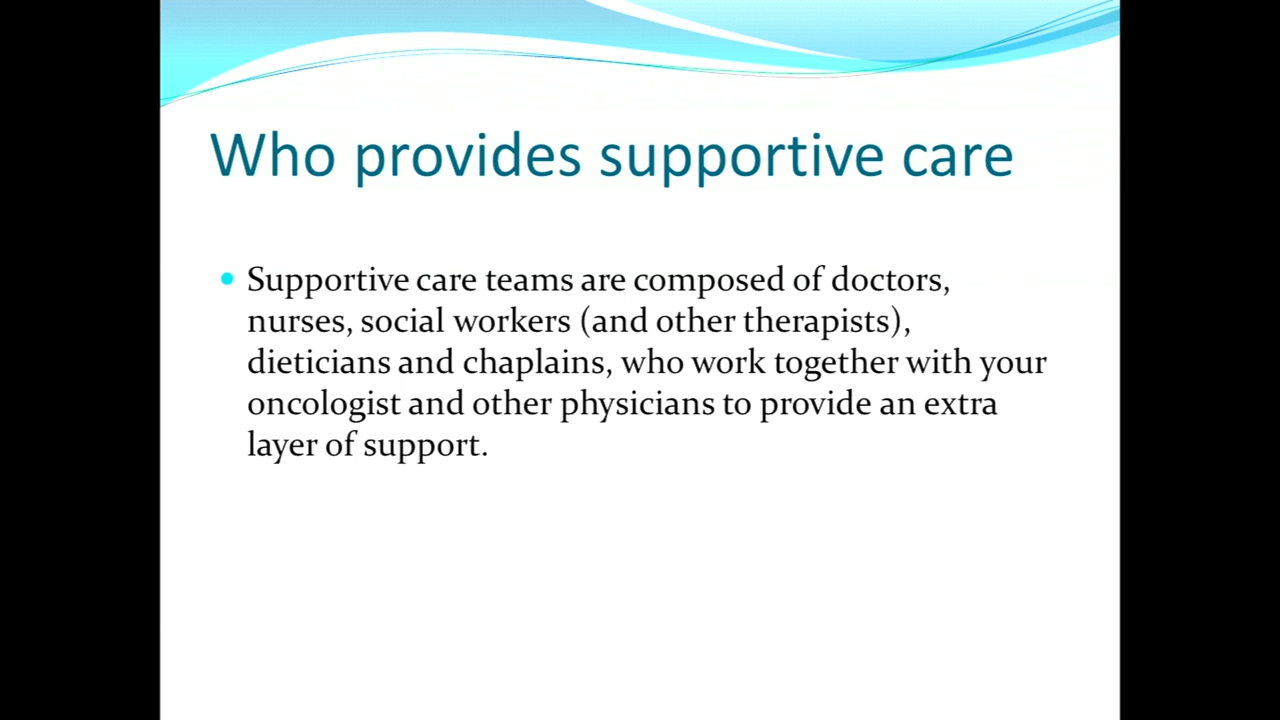 Who provides supportive care
Supportive care teams are composed of doctors,
nurses, social workers (and other therapists),
dieticians and chaplains, who work together with your
oncologist and other physicians to provide an extra
layer of support.